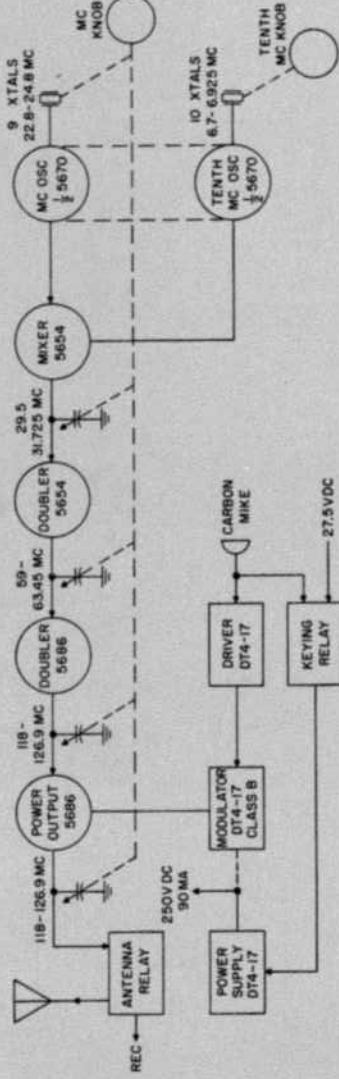 118-126.9 MC
POWER
OUTPUT
5686
118-
126.9 MC
DOUBLER
5686
59-
63.45 MC
DOUBLER
5654
29.5
31.725 MC
MIXER
5654
MC OSC
½ 5670
9 XTALS
22.8-24.8 MC
MC
KNOB
ANTENNA
RELAY
REC
250V DC
90 MA
POWER
SUPPLY
DT4-17
MODULATOR
DT4-17
CLASS B
DRIVER
DT4-17
CARBON
MIKE
KEYING
RELAY
27.5 VDC
TENTH
MC OSC
½ 5670
10 XTALS
6.7-6.925 MC
TENTH
MC KNOB